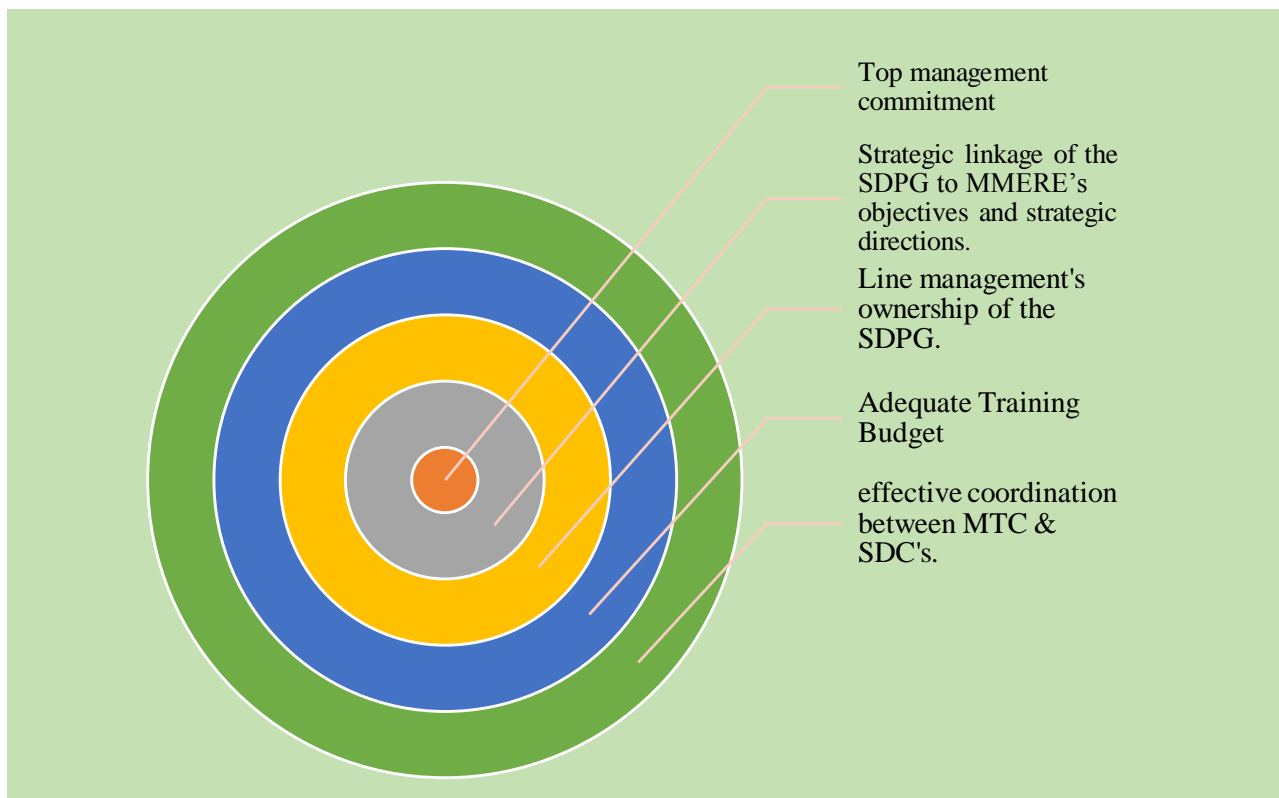 Top management
commitment
Strategic linkage of the
SDPG to MMERE’s
objectives and strategic
directions.
Line management's
ownership of the
SDPG.
Adequate Training
Budget
effective coordination
between MTC &
SDC's.